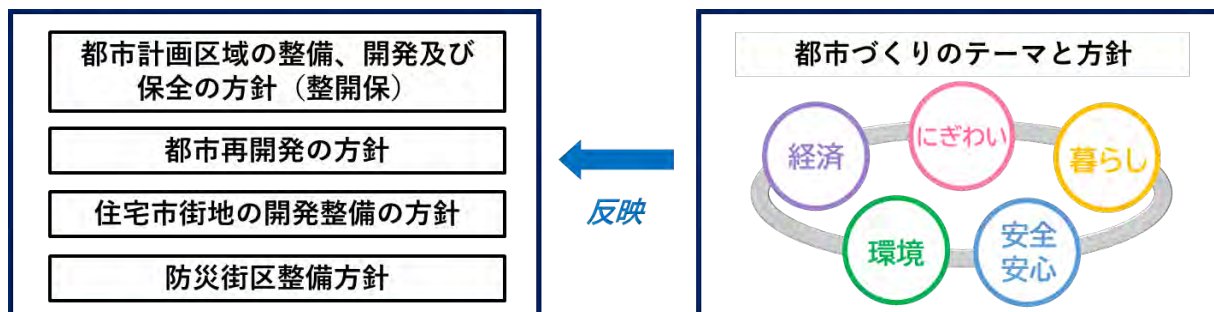 都市計画区域の整備、開発及び
保全の方針（整開保）
都市再開発の方針
住宅市街地の開発整備の方針
防災街区整備方針
反映
都市づくりのテーマと方針
経済
にぎわい
暮らし
環境
安全
安心